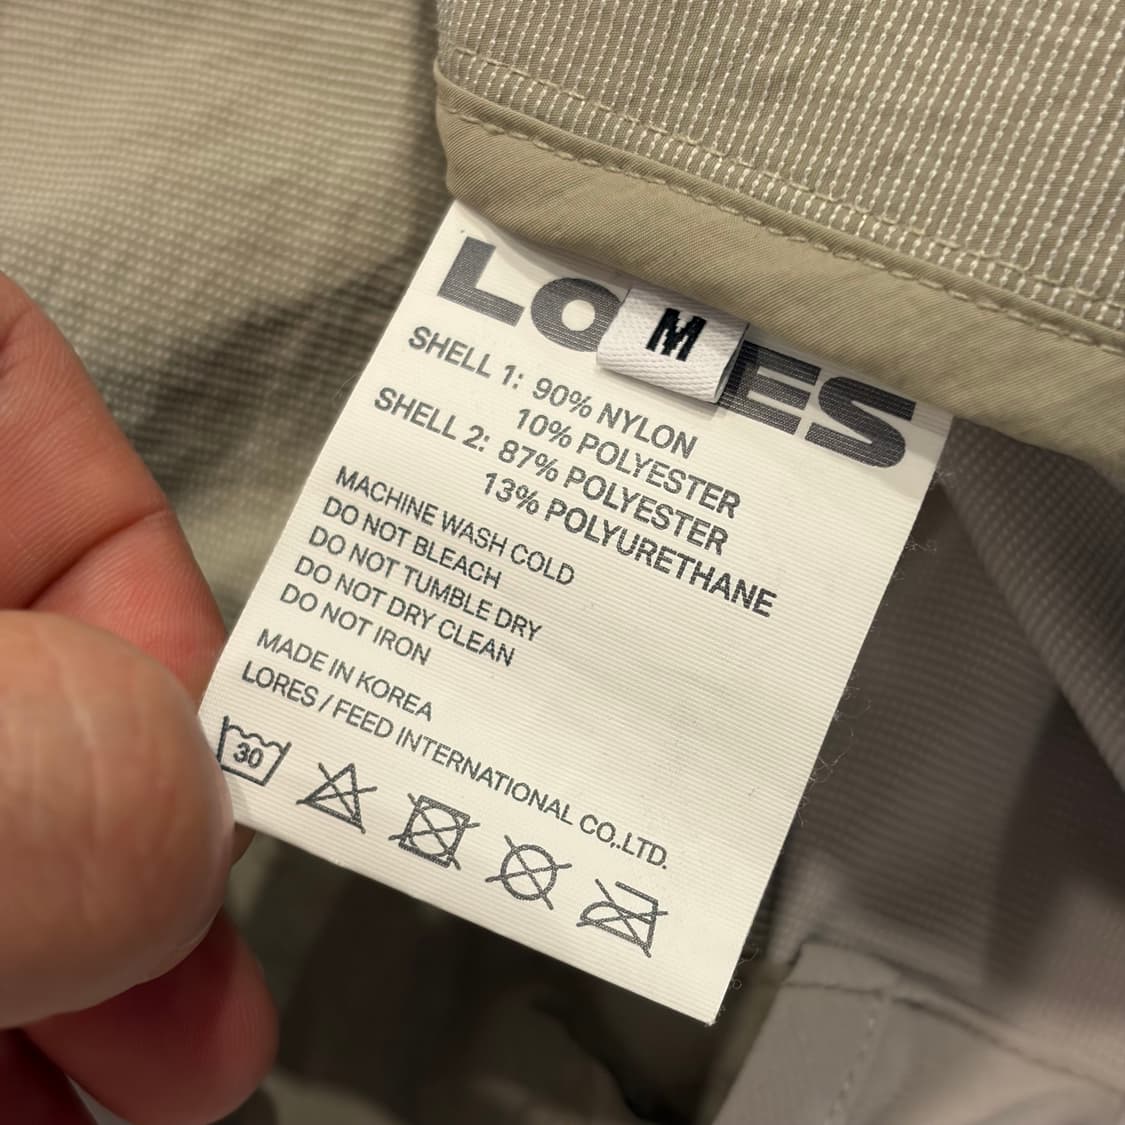 LORES
M
SHELL 1: 90% NYLON
10% POLYESTER
SHELL 2: 87% POLYESTER
13% POLYURETHANE
MACHINE WASH COLD
DO NOT BLEACH
DO NOT TUMBLE DRY
DO NOT DRY CLEAN
DO NOT IRON
MADE IN KOREA
LORES / FEED INTERNATIONAL CO,.LTD.
30